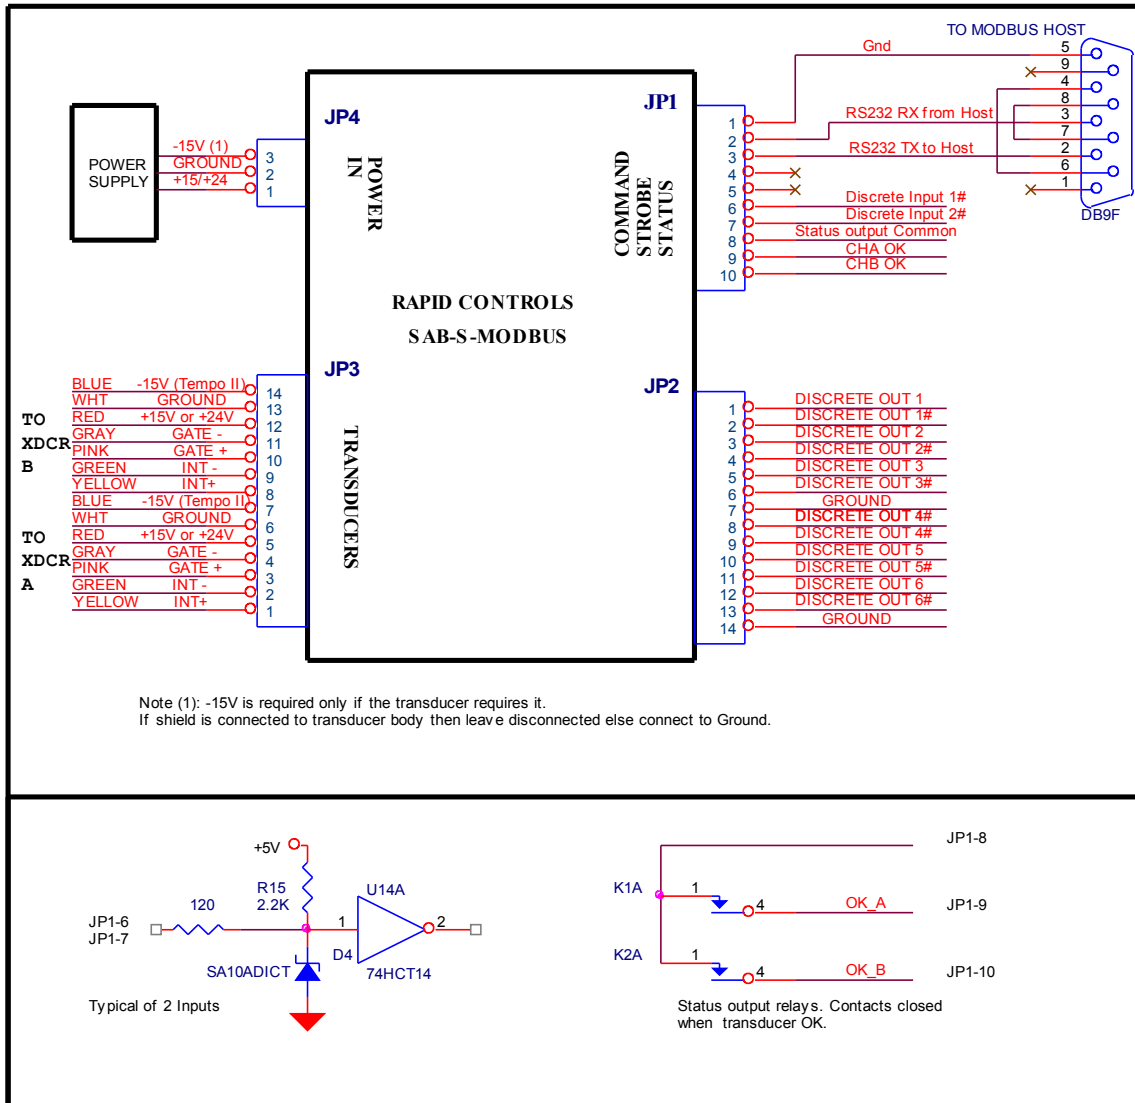 TO MODBUS HOST
Gnd
5
9
4
8
RS232 RX from Host
3
7
RS232 TX to Host
2
6
1
DB9F
JP1
1
2
3
4
5
6
7
8
9
10
Discrete Input 1#
Discrete Input 2#
Status output Common
CHA OK
CHB OK
COMMAND
STROBE
STATUS
JP4
POWER
IN
POWER
SUPPLY
-15V (1)
GROUND
+15/+24
3
2
1
RAPID CONTROLS
SAB-S-MODBUS
JP3
TRANSDUCERS
TO
XDCR
B
BLUE -15V (Tempo II) 14
WHT GROUND 13
RED +15V or +24V 12
GRAY GATE - 11
PINK GATE + 10
GREEN INT - 9
YELLOW INT+ 8
TO
XDCR
A
BLUE -15V (Tempo II) 7
WHT GROUND 6
RED +15V or +24V 5
GRAY GATE - 4
PINK GATE + 3
GREEN INT - 2
YELLOW INT+ 1
JP2
1 DISCRETE OUT 1
2 DISCRETE OUT 1#
3 DISCRETE OUT 2
4 DISCRETE OUT 2#
5 DISCRETE OUT 3
6 DISCRETE OUT 3#
7 GROUND
8 DISCRETE OUT 4#
9 DISCRETE OUT 4#
10 DISCRETE OUT 5
11 DISCRETE OUT 5#
12 DISCRETE OUT 6
13 DISCRETE OUT 6#
14 GROUND
Note (1): -15V is required only if the transducer requires it.
If shield is connected to transducer body then leave disconnected else connect to Ground.
+5V
R15
2.2K
U14A
JP1-6
JP1-7
120
1
2
D4
SA10ADICT
74HCT14
Typical of 2 Inputs
JP1-8
K1A
1
4
OK_A
JP1-9
K2A
1
4
OK_B
JP1-10
Status output relays. Contacts closed
when transducer OK.